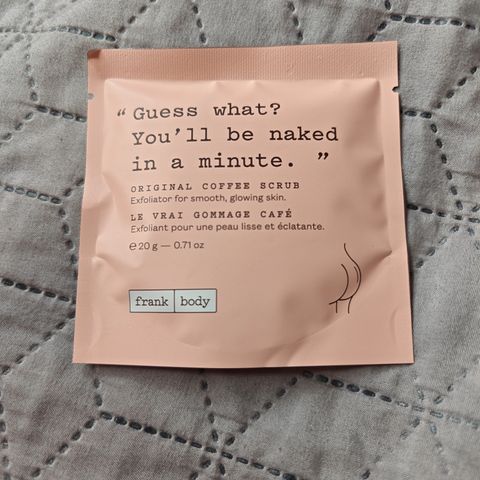 “Guess what?
You’ll be naked
in a minute. ”
ORIGINAL COFFEE SCRUB
Exfoliator for smooth, glowing skin.
LE VRAI GOMMAGE CAFÉ
Exfoliant pour une peau lisse et éclatante.
℮ 20 g — 0.71 oz
frank body